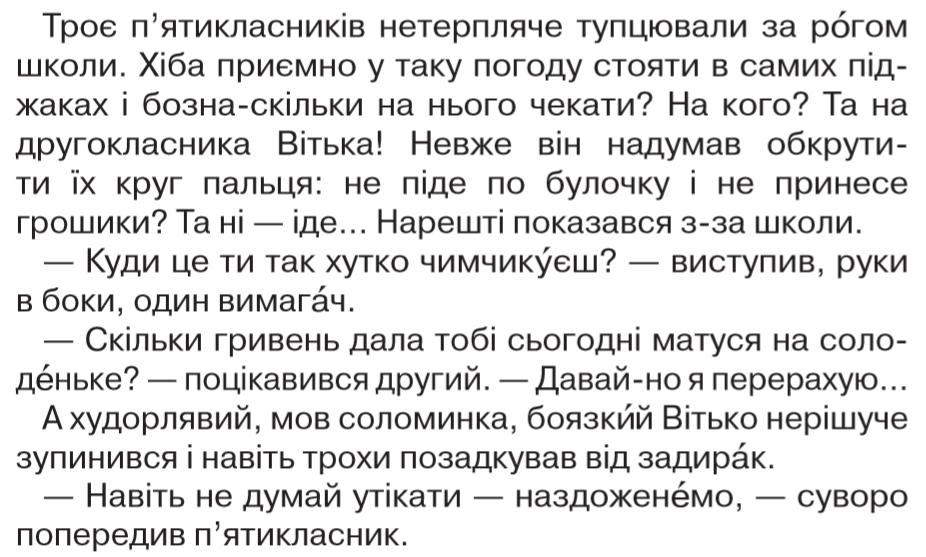 Троє п’ятикласників нетерпляче тупцювали за ро́гом
школи. Хіба приємно у таку погоду стояти в самих під-
жаках і бозна-скільки на нього чекати? На кого? Та на
другокласника Вітька! Невже він надумав обкрути-
ти їх круг пальця: не піде по булочку і не принесе
грошики? Та ні — іде... Нарешті показався з-за школи.
— Куди це ти так хутко чимчику́єш? — виступив, руки
в боки, один вимага́ч.
— Скільки гривень дала тобі сьогодні матуся на соло-
де́ньке? — поцікавився другий. — Давай-но я перерахую...
А худорлявий, мов соломинка, боязки́й Вітько нерішуче
зупинився і навіть трохи позадкував від задира́к.
— Навіть не думай утікати — наздожене́мо, — суворо
попередив п’ятикласник.